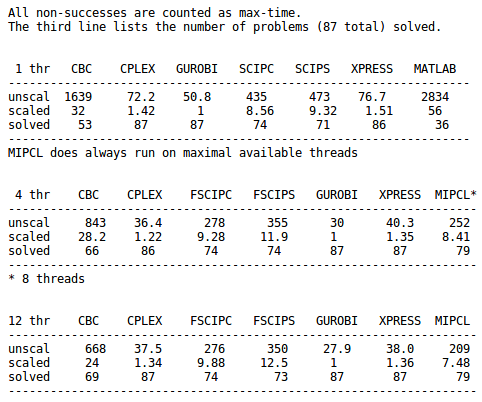 All non-successes are counted as max-time.
The third line lists the number of problems (87 total) solved.
1 thr CBC CPLEX GUROBI SCIPC SCIPS XPRESS MATLAB
-----------------------------------------------------------------
unscal 1639 72.2 50.8 435 473 76.7 2834
scaled 32 1.42 1 8.56 9.32 1.51 56
solved 53 87 87 74 71 86 36
-----------------------------------------------------------------
MIPCL does always run on maximal available threads
4 thr CBC CPLEX FSCIPC FSCIPS GUROBI XPRESS MIPCL*
------------------------------------------------------------------
unscal 843 36.4 278 355 30 40.3 252
scaled 28.2 1.22 9.28 11.9 1 1.35 8.41
solved 66 86 74 74 87 87 79
------------------------------------------------------------------
* 8 threads
12 thr CBC CPLEX FSCIPC FSCIPS GUROBI XPRESS MIPCL
------------------------------------------------------------------
unscal 668 37.5 276 350 27.9 38.0 209
scaled 24 1.34 9.88 12.5 1 1.36 7.48
solved 69 87 74 73 87 87 79
------------------------------------------------------------------